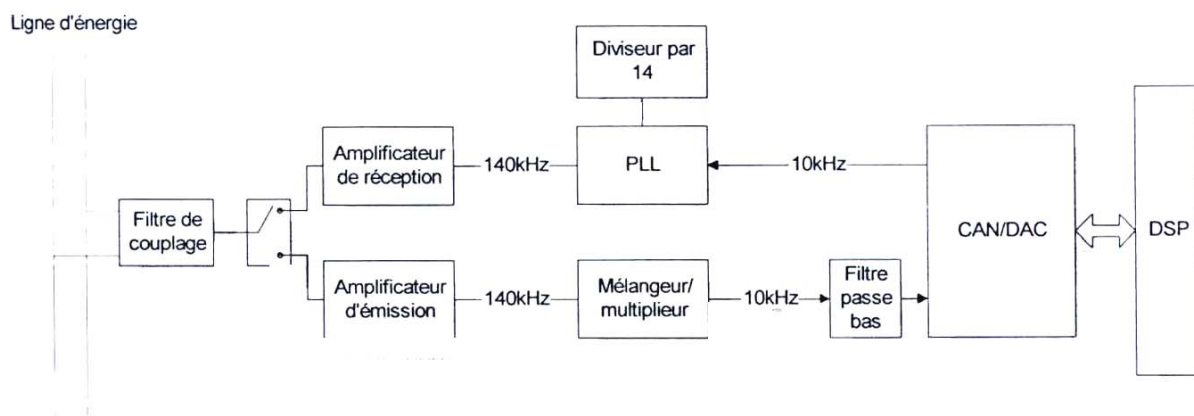 Ligne d'énergie
Diviseur par
14
Amplificateur
de réception
140kHz
PLL
10kHz
CAN/DAC
DSP
Filtre de
couplage
Amplificateur
d'émission
140kHz
Mélangeur/
multiplieur
10kHz
Filtre
passe
bas